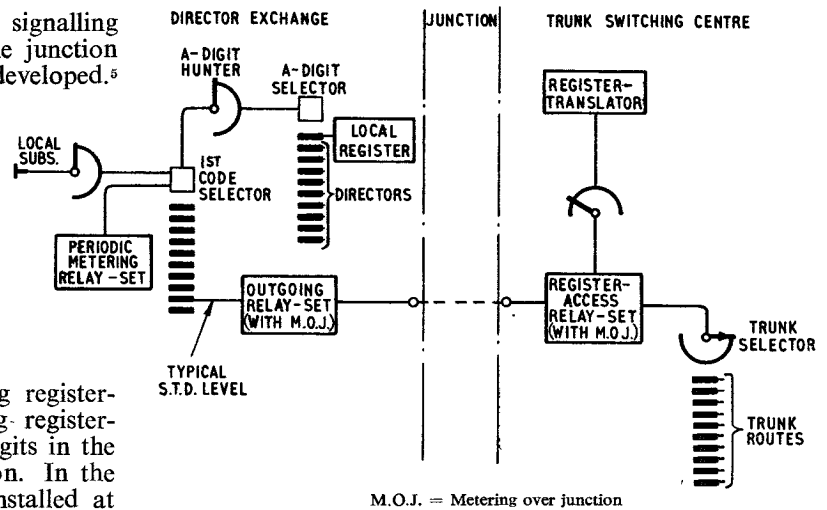 signalling
e junction
developed.⁵
DIRECTOR EXCHANGE
JUNCTION
TRUNK SWITCHING CENTRE
A-DIGIT
HUNTER
A-DIGIT
SELECTOR
LOCAL
REGISTER
DIRECTORS
LOCAL
SUBS.
1ST
CODE
SELECTOR
PERIODIC
METERING
RELAY-SET
OUTGOING
RELAY-SET
(WITH M.O.J.)
TYPICAL
S.T.D. LEVEL
REGISTER-
TRANSLATOR
REGISTER-
ACCESS
RELAY-SET
(WITH M.O.J.)
TRUNK
SELECTOR
TRUNK
ROUTES
g register-
g register-
gits in the
on. In the
nstalled at
M.O.J. = Metering over junction